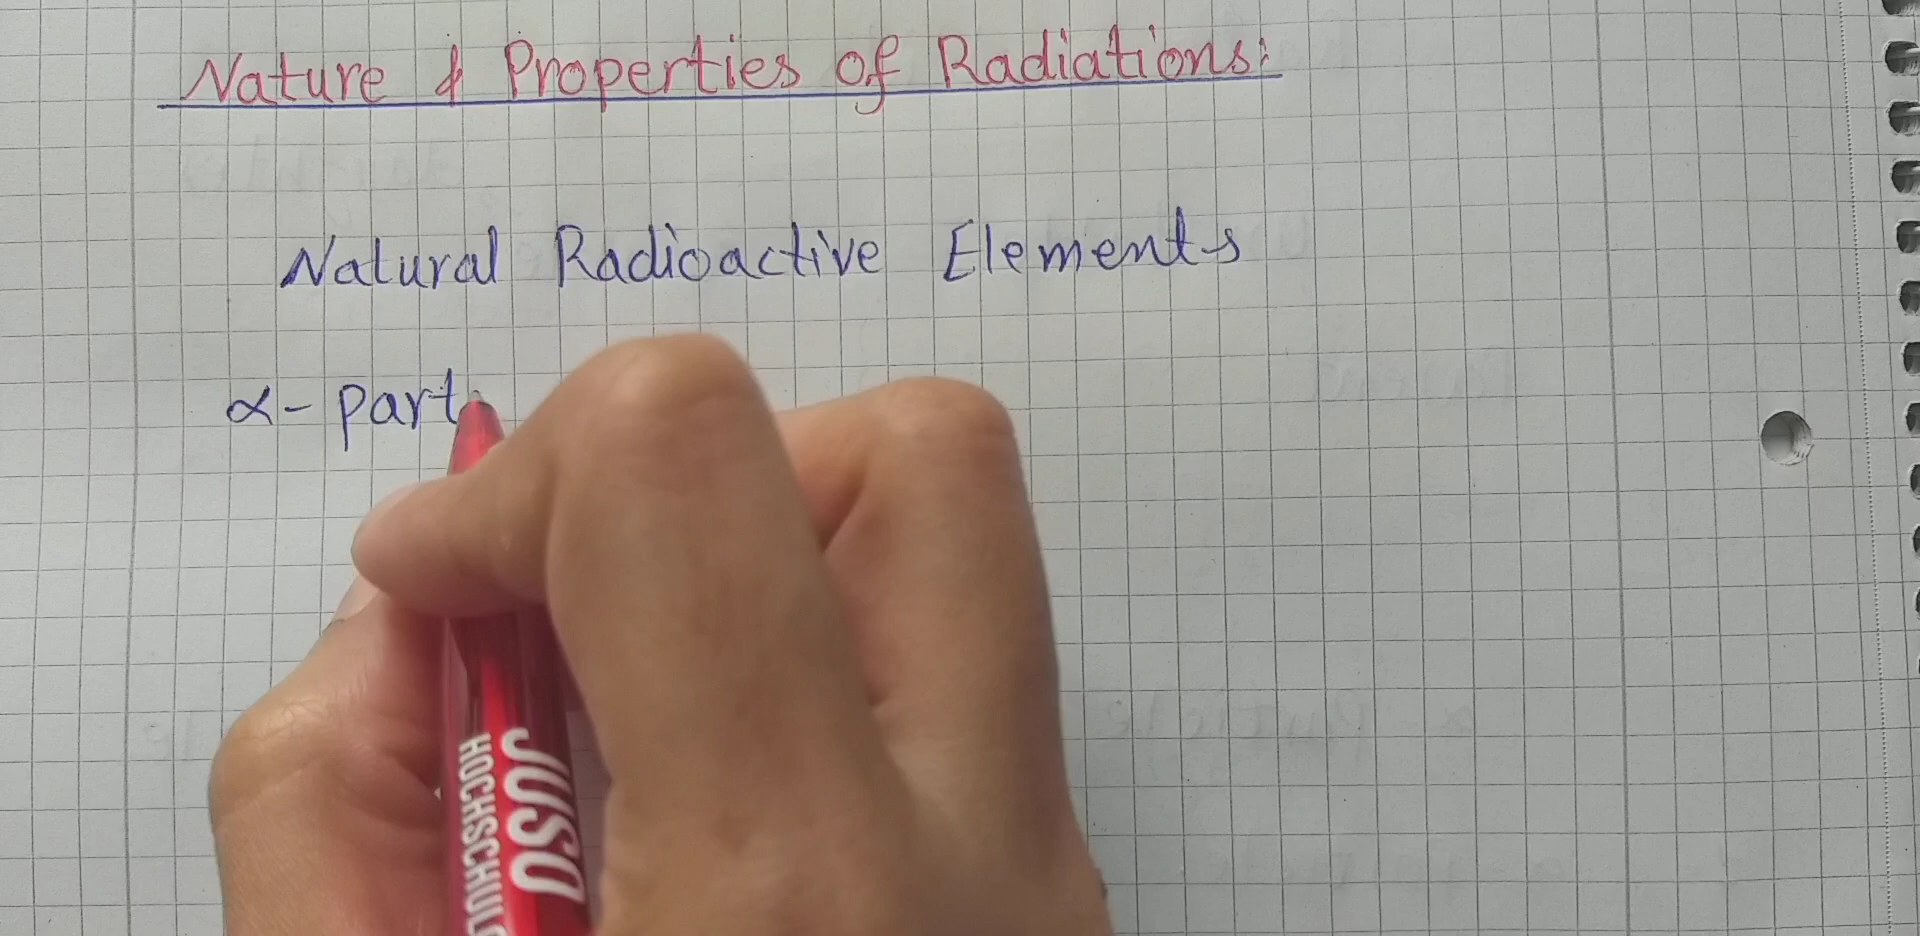 Nature & Properties of Radiations:
Natural Radioactive Elements
α- part
JUSO
HOCHSCHUL